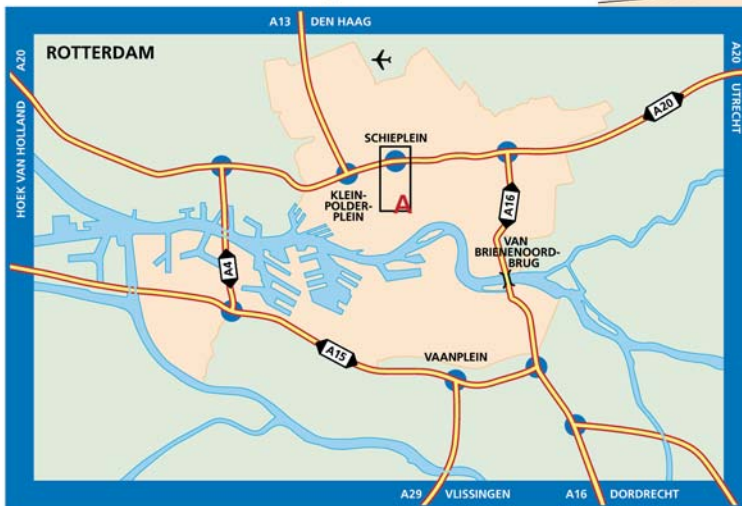 A13 DEN HAAG
A20
ROTTERDAM
A20
UTRECHT
HOEK VAN HOLLAND
A20
SCHIEPLEIN
KLEIN-
POLDER-
PLEIN
A
A16
VAN
BRIENENOORD-
BRUG
A4
A15
VAANPLEIN
A29 VLISSINGEN
A16 DORDRECHT